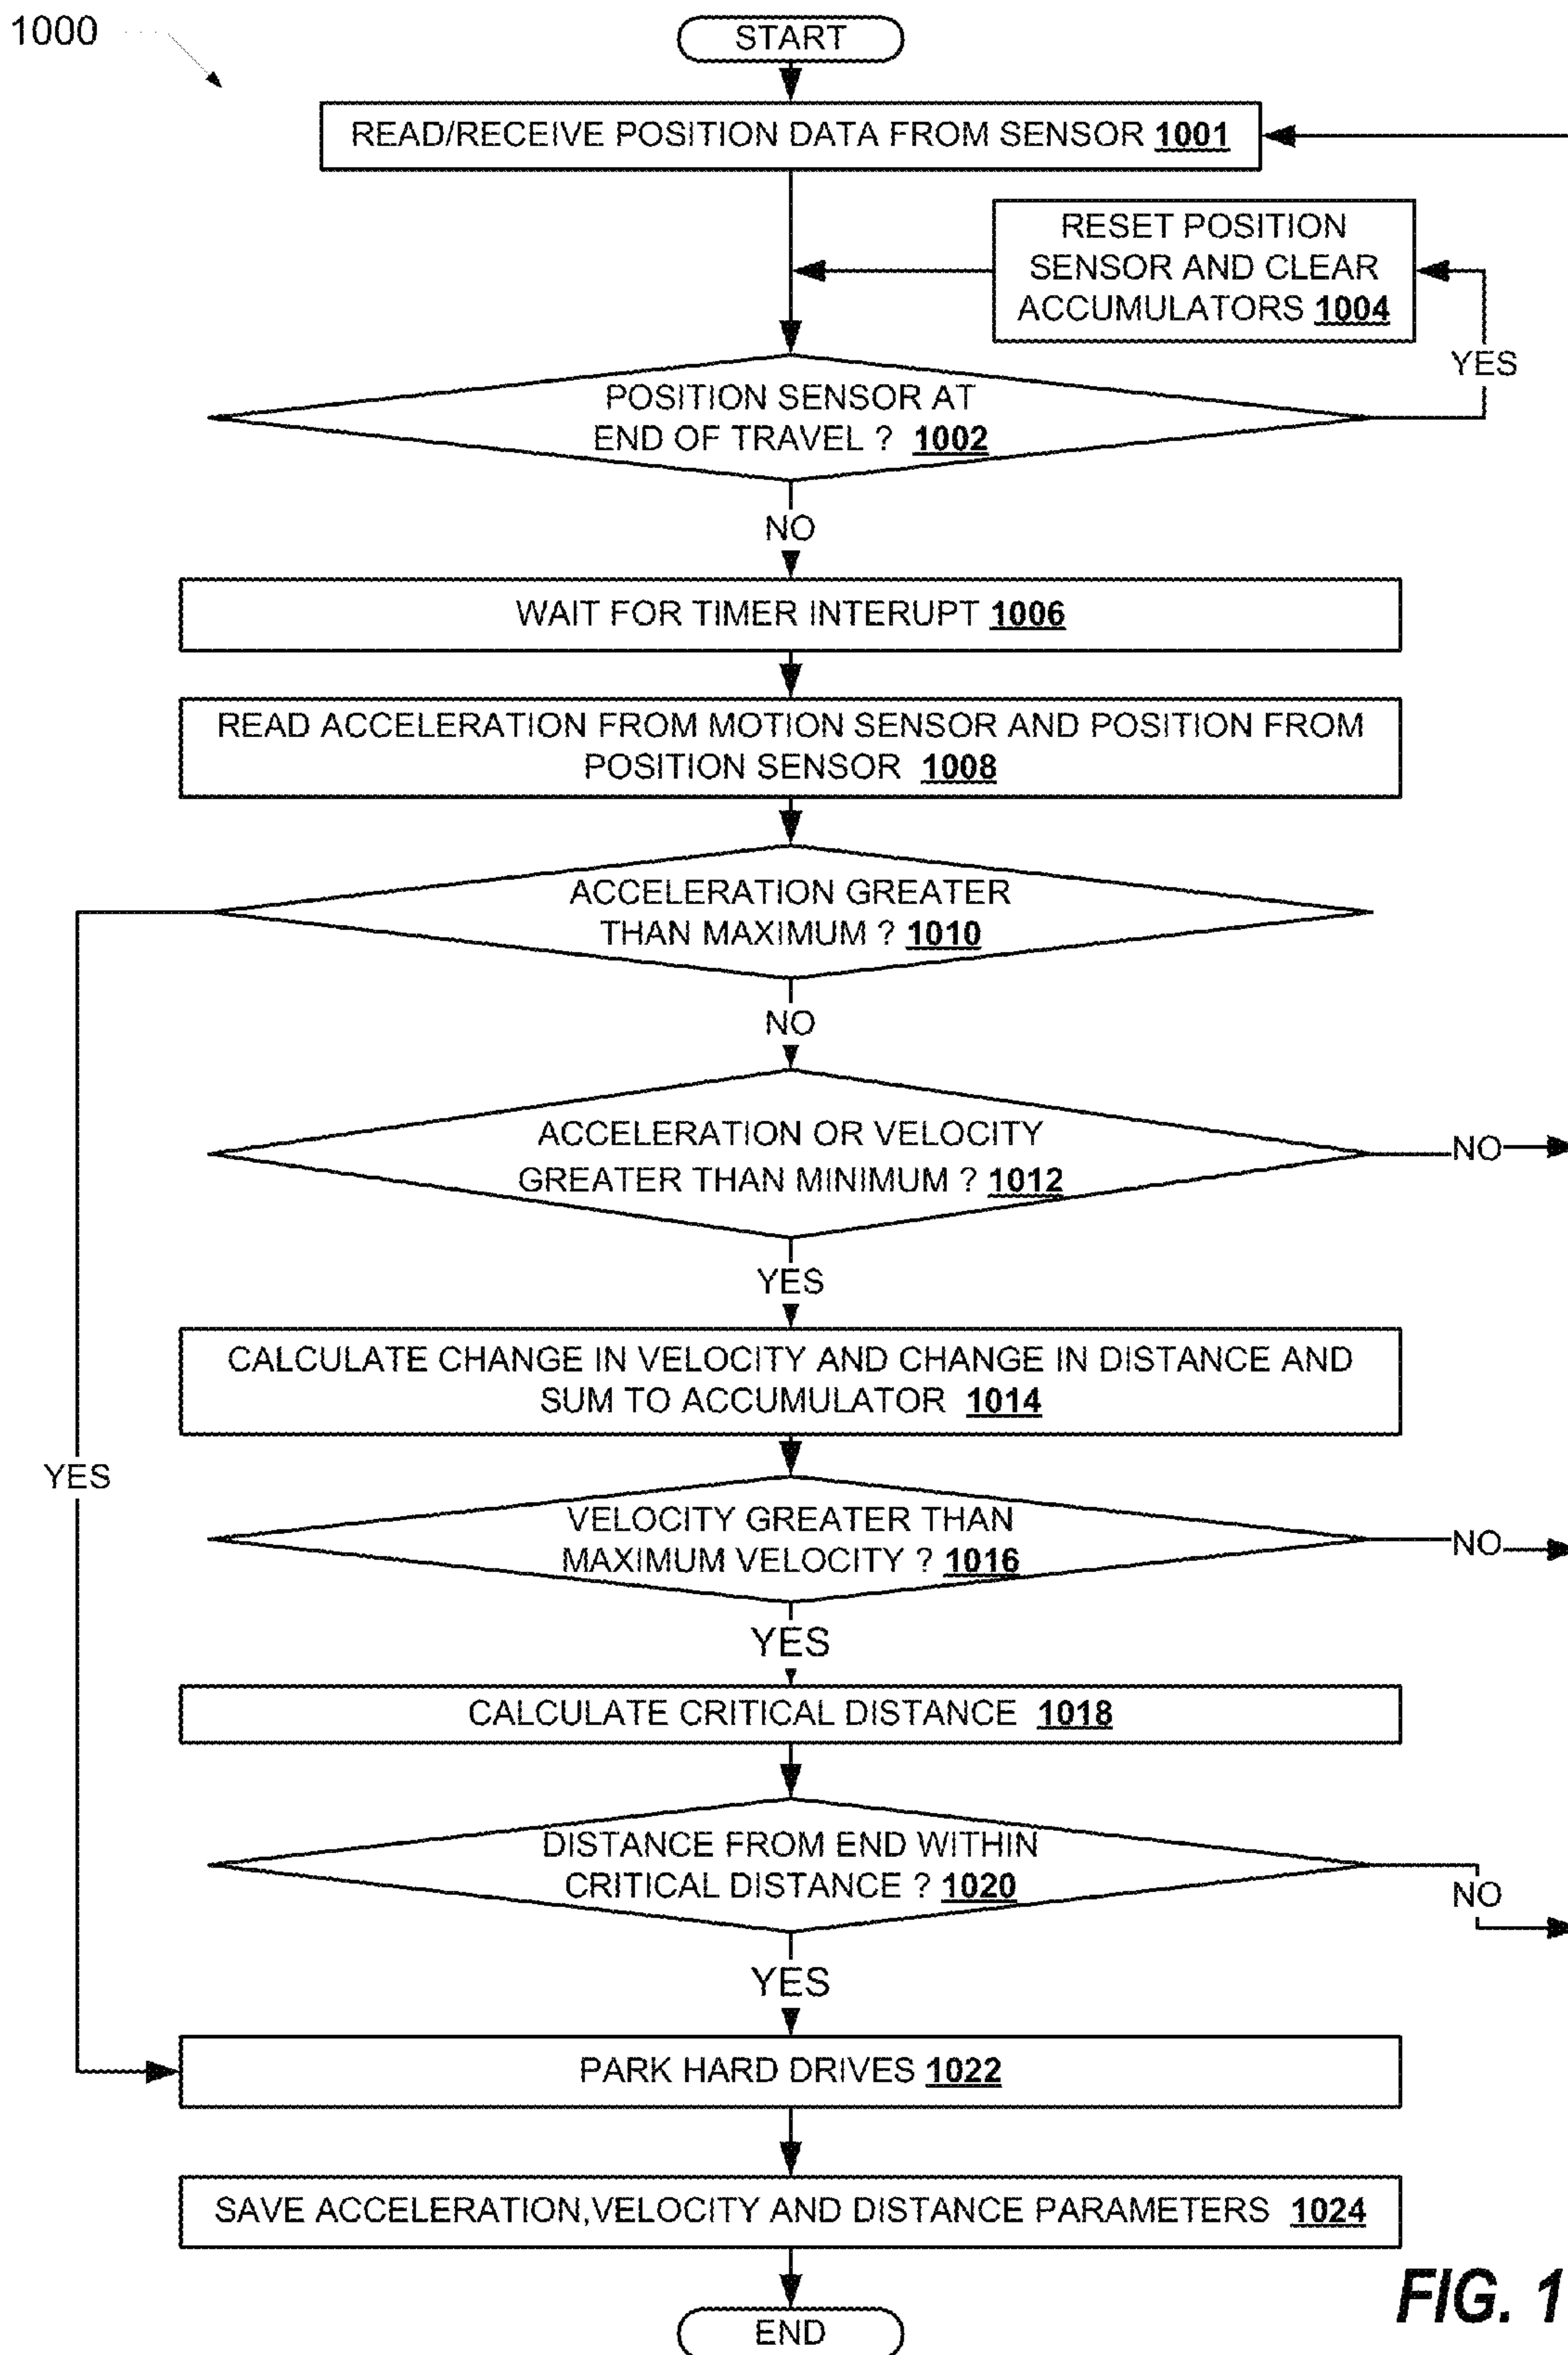 1000
START
READ/RECEIVE POSITION DATA FROM SENSOR 1001
RESET POSITION
SENSOR AND CLEAR
ACCUMULATORS 1004
YES
POSITION SENSOR AT
END OF TRAVEL ? 1002
NO
WAIT FOR TIMER INTERUPT 1006
READ ACCELERATION FROM MOTION SENSOR AND POSITION FROM
POSITION SENSOR 1008
ACCELERATION GREATER
THAN MAXIMUM ? 1010
NO
ACCELERATION OR VELOCITY
GREATER THAN MINIMUM ? 1012
NO
YES
CALCULATE CHANGE IN VELOCITY AND CHANGE IN DISTANCE AND
SUM TO ACCUMULATOR 1014
YES
VELOCITY GREATER THAN
MAXIMUM VELOCITY ? 1016
NO
YES
CALCULATE CRITICAL DISTANCE 1018
DISTANCE FROM END WITHIN
CRITICAL DISTANCE ? 1020
NO
YES
PARK HARD DRIVES 1022
SAVE ACCELERATION,VELOCITY AND DISTANCE PARAMETERS 1024
FIG. 1
END